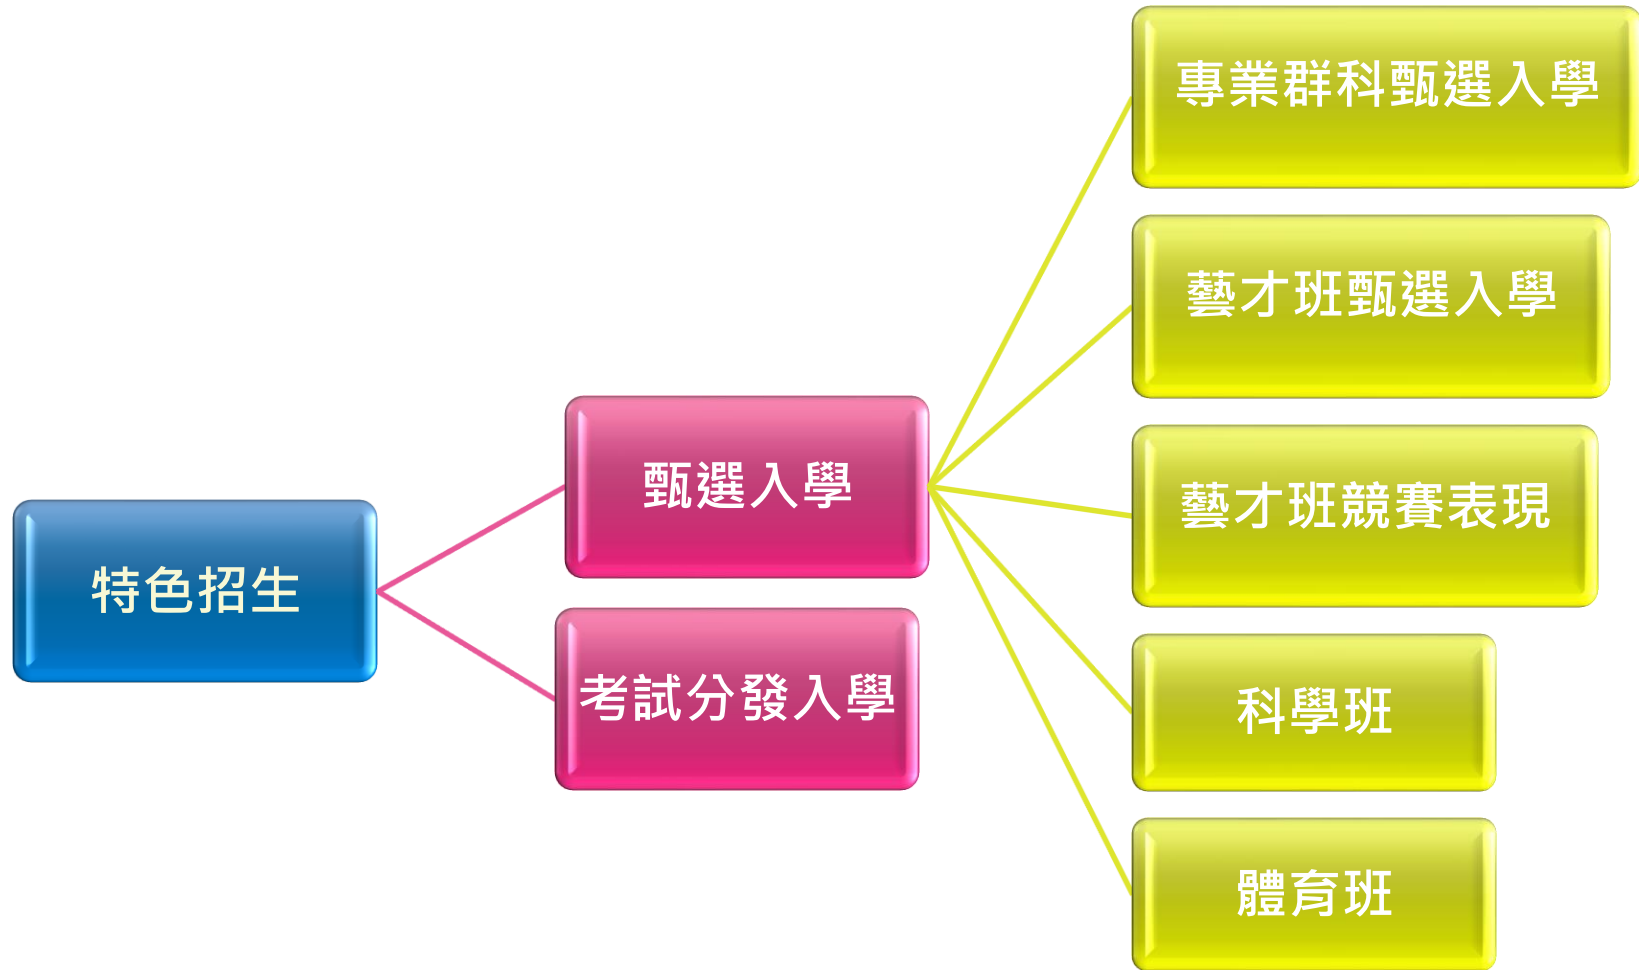 專業群科甄選入學
藝才班甄選入學
甄選入學
藝才班競賽表現
特色招生
考試分發入學
科學班
體育班